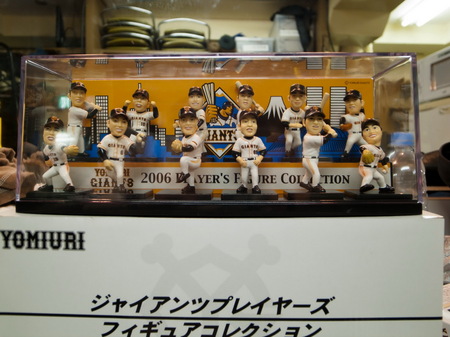 GIANTS
YOMIURI
GIANTS
2006 PLAYER'S FIGURE COLLECTION
YOMIURI
ジャイアンツプレイヤーズ
フィギュアコレクション